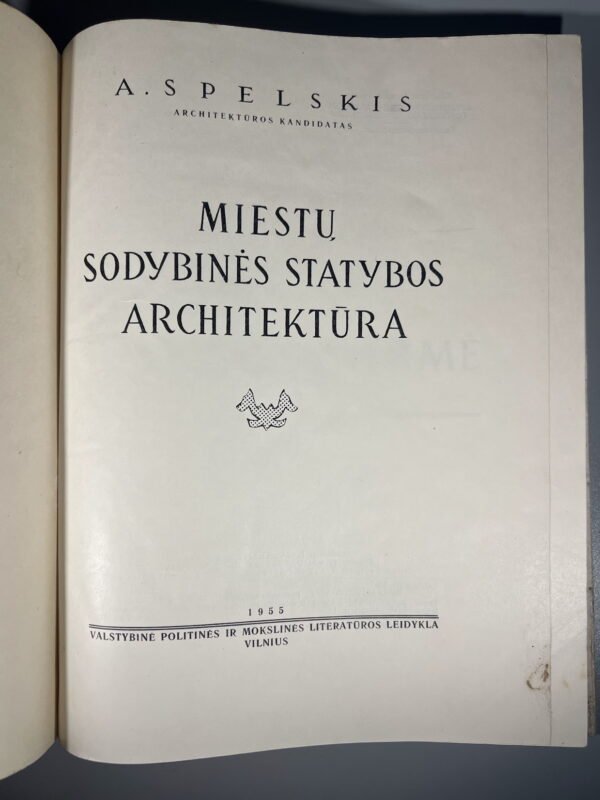 A. SPELSKIS
ARCHITEKTŪROS KANDIDATAS
MIESTŲ
SODYBINĖS STATYBOS
ARCHITEKTŪRA
1955
VALSTYBINĖ POLITINĖS IR MOKSLINĖS LITERATŪROS LEIDYKLA
VILNIUS